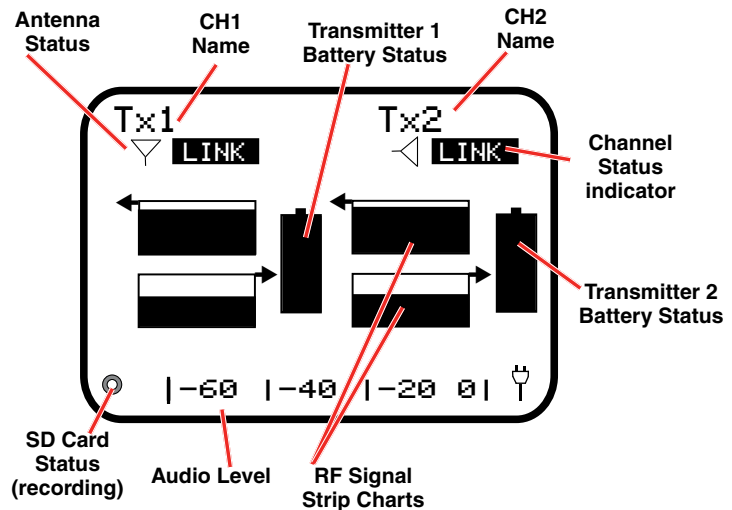 Antenna
Status
CH1
Name
Transmitter 1
Battery Status
CH2
Name
Tx1
Tx2
LINK
LINK
Channel
Status
indicator
Transmitter 2
Battery Status
|-60 |-40 |-20 0|
SD Card
Status
(recording)
Audio Level
RF Signal
Strip Charts